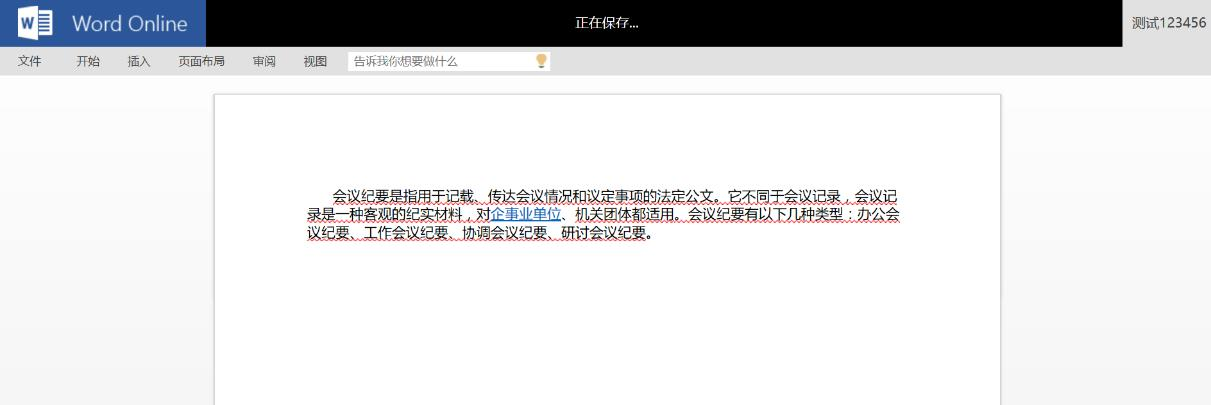 Word Online
正在保存...
测试123456
文件 开始 插入 页面布局 审阅 视图 告诉我你想要做什么
会议纪要是指用于记载、传达会议情况和议定事项的法定公文。它不同于会议记录，会议记
录是一种客观的纪实材料，对企事业单位、机关团体都适用。会议纪要有以下几种类型：办公会
议纪要、工作会议纪要、协调会议纪要、研讨会议纪要。